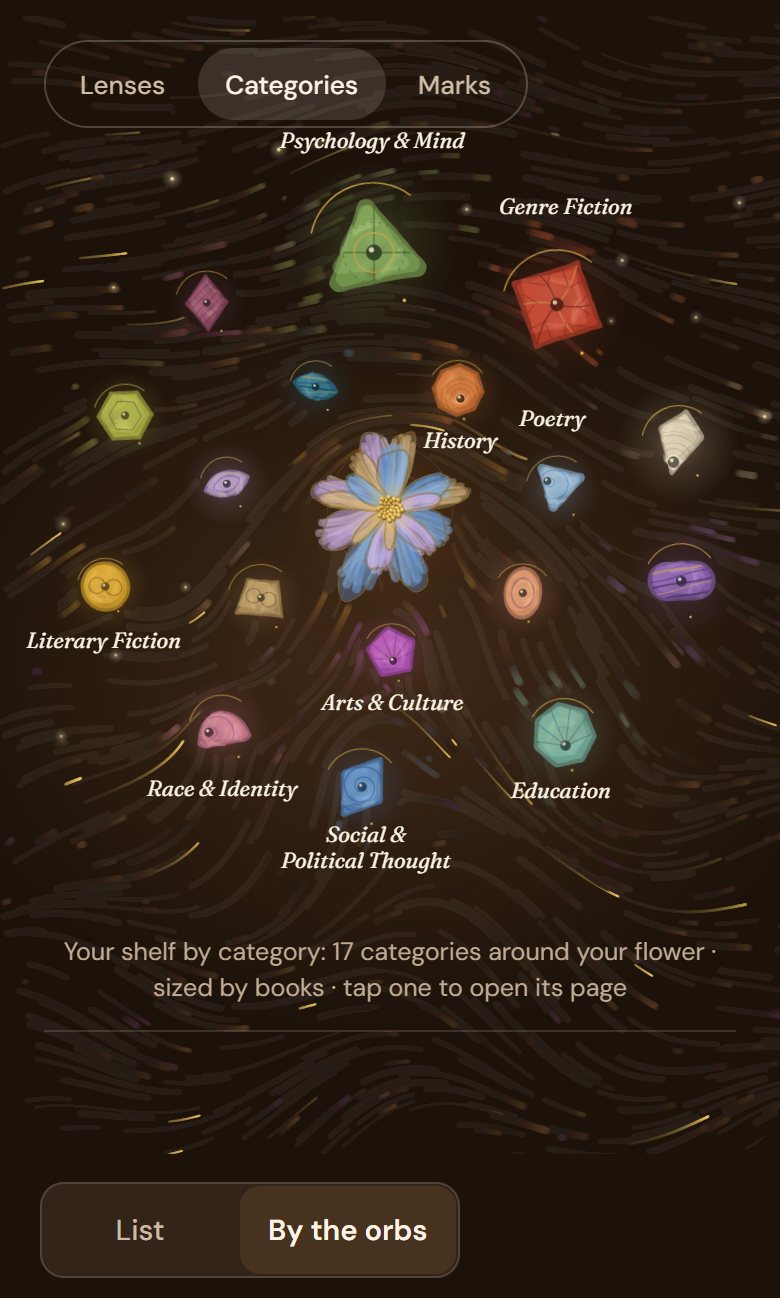 Lenses
Categories
Marks
Psychology & Mind
Genre Fiction
Poetry
History
Literary Fiction
Arts & Culture
Race & Identity
Education
Social &
Political Thought
Your shelf by category: 17 categories around your flower ·
sized by books · tap one to open its page
List
By the orbs